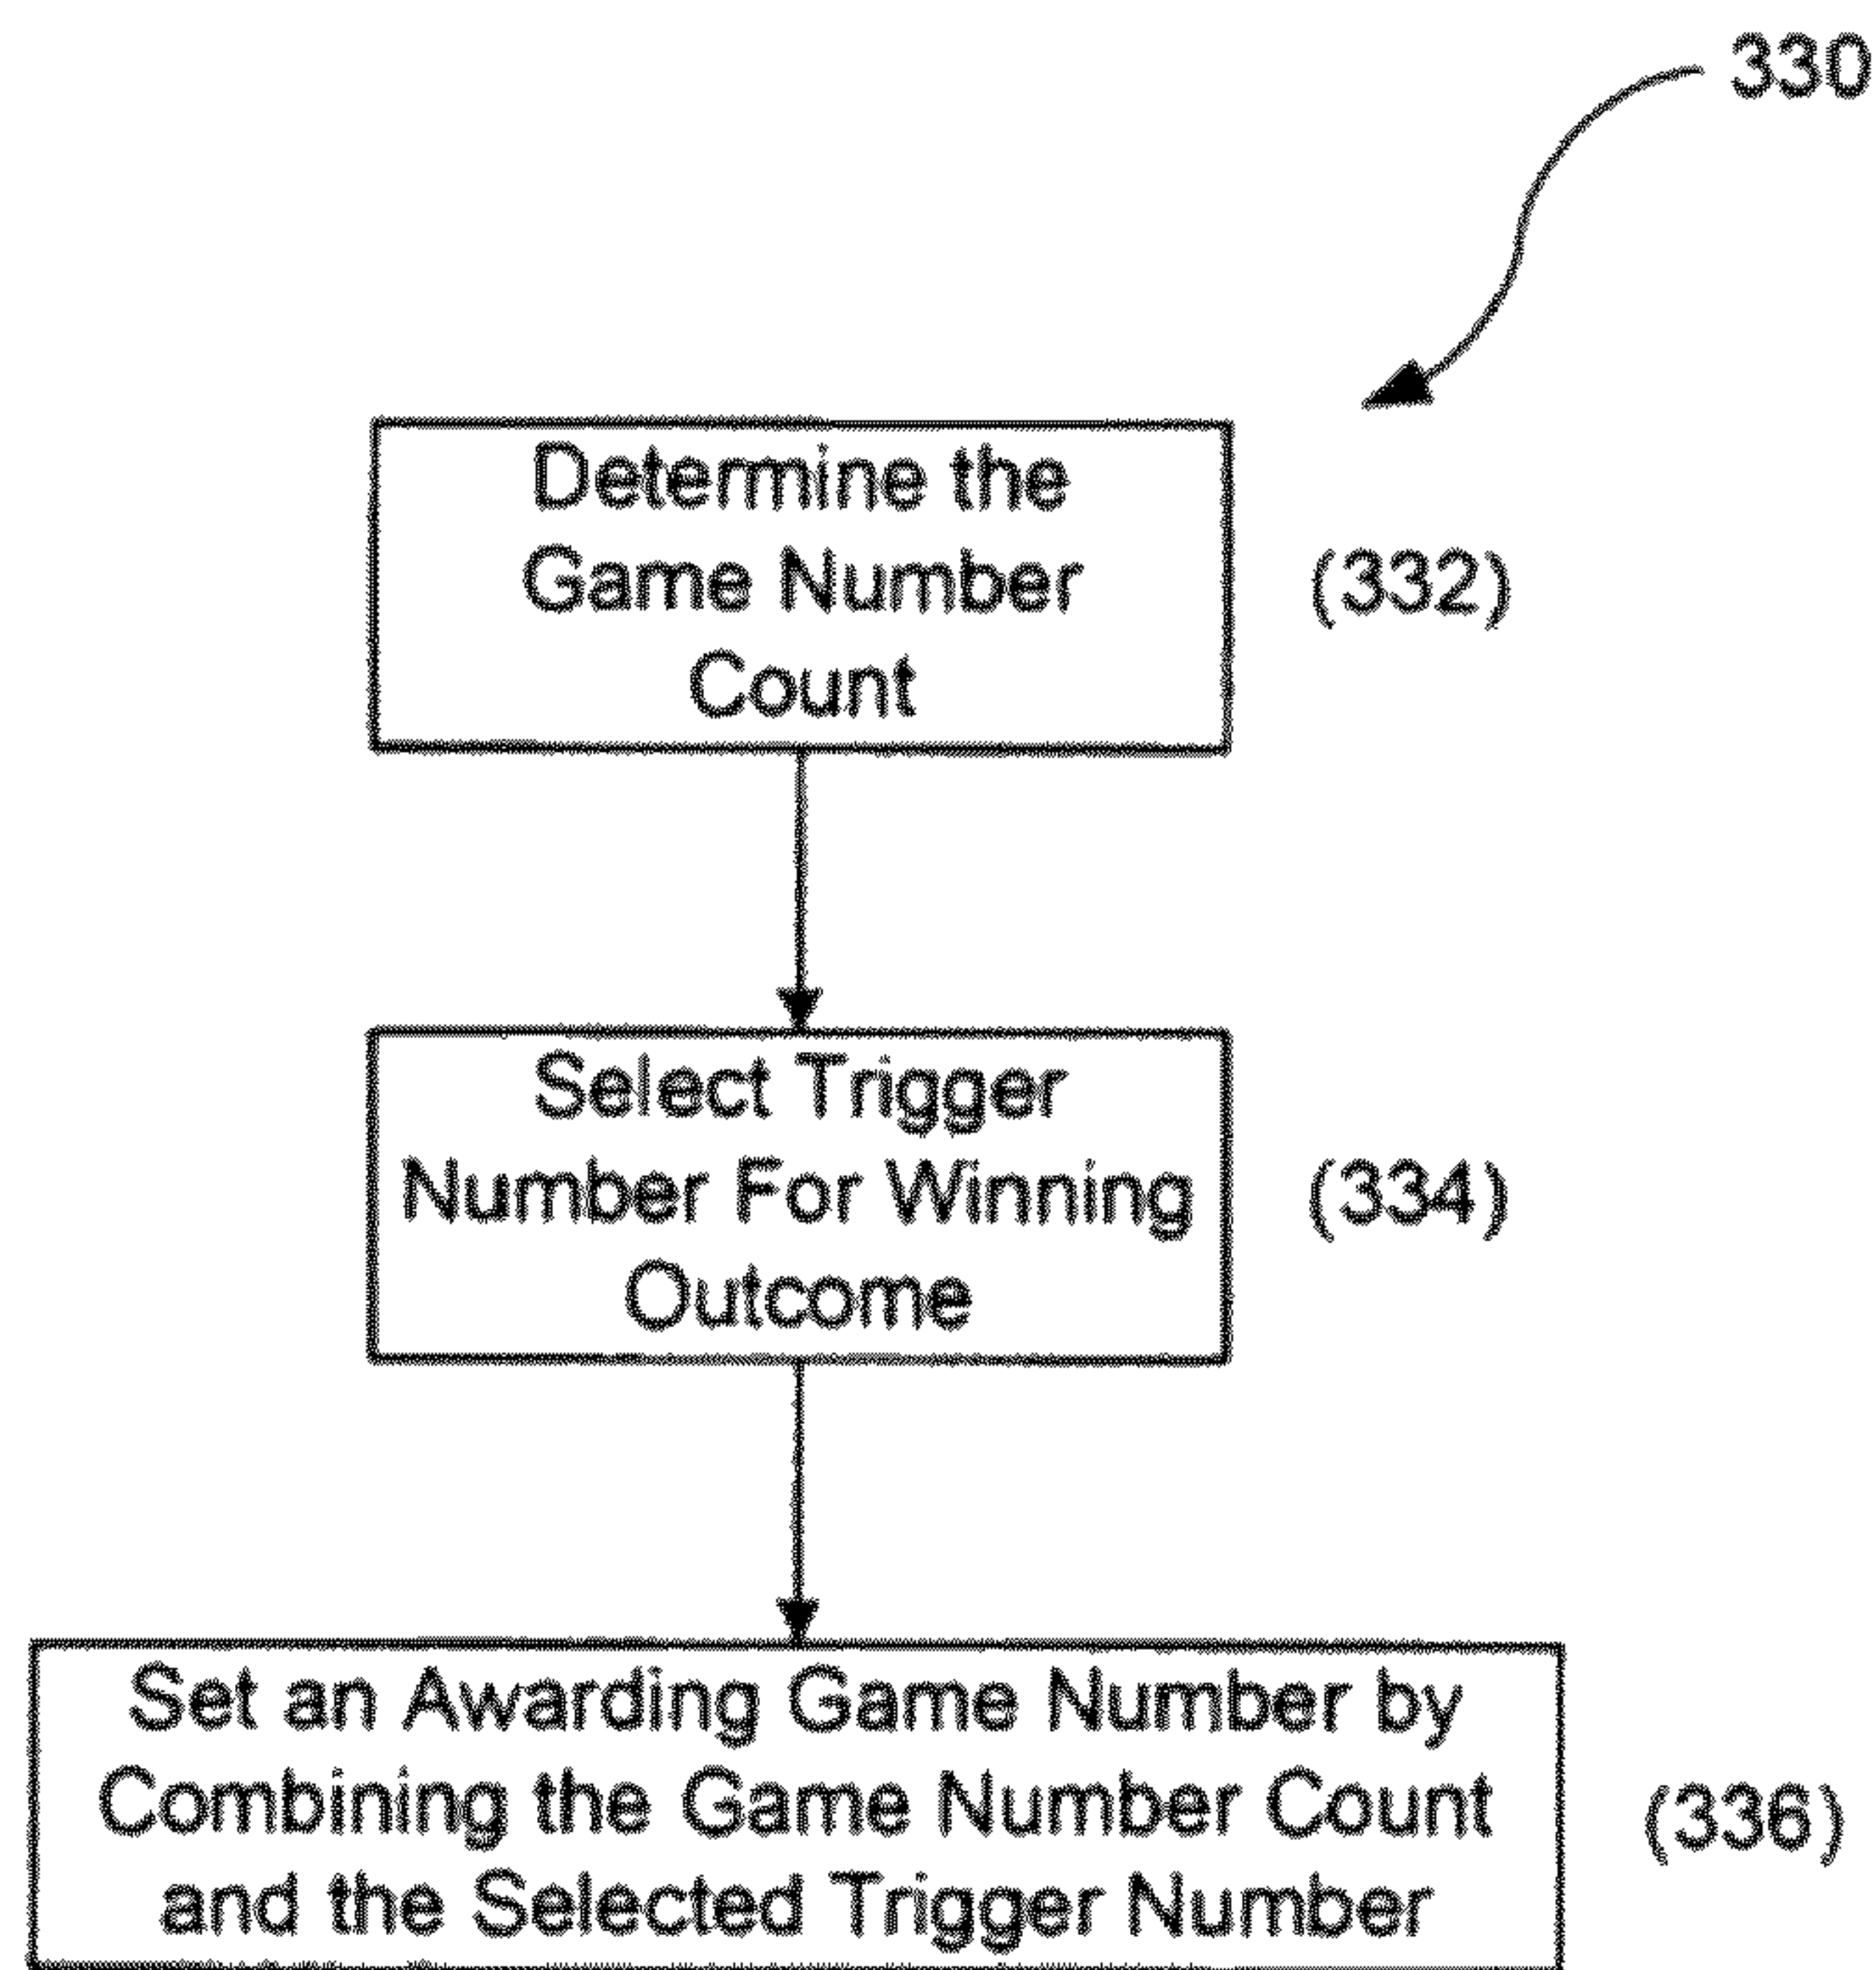 330
Determine the
Game Number
Count
(332)
Select Trigger
Number For Winning
Outcome
(334)
Set an Awarding Game Number by
Combining the Game Number Count
and the Selected Trigger Number
(336)